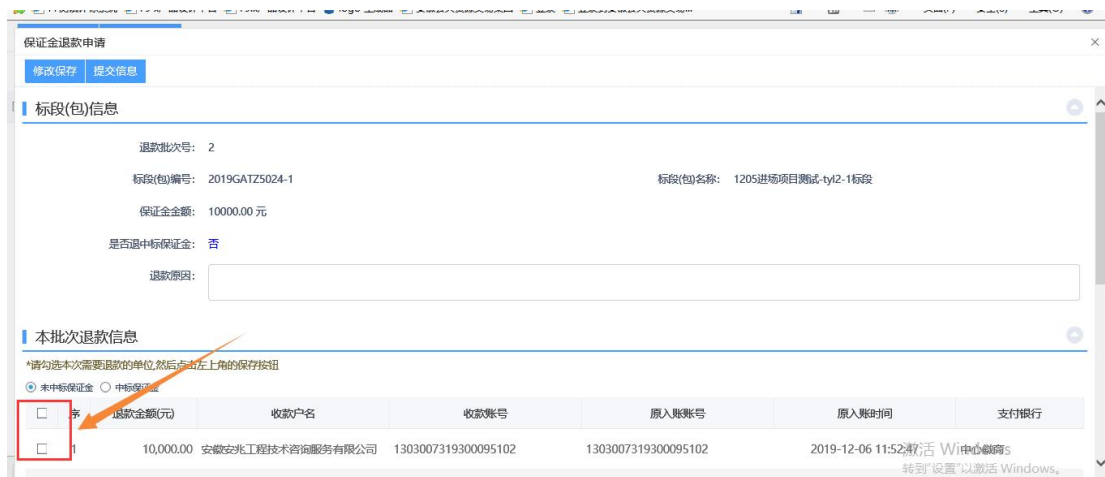 保证金退款申请
修改保存 提交信息
标段(包)信息
退款批次号： 2
标段(包)编号： 2019GATZ5024-1 标段(包)名称： 1205进场项目测试-tyl2-1标段
保证金金额： 10000.00 元
是否退中标保证金： 否
退款原因：
本批次退款信息
*请勾选本次需要退款的单位,然后点击左上角的保存按钮
未中标保证金 中标保证金
序 退款金额(元) 收款户名 收款账号 原入账账号 原入账时间 支付银行
1 10,000.00 安徽安兆工程技术咨询服务有限公司 1303007319300095102 1303007319300095102 2019-12-06 11:52:47 中心徽商
激活 Windows
转到"设置"以激活 Windows。